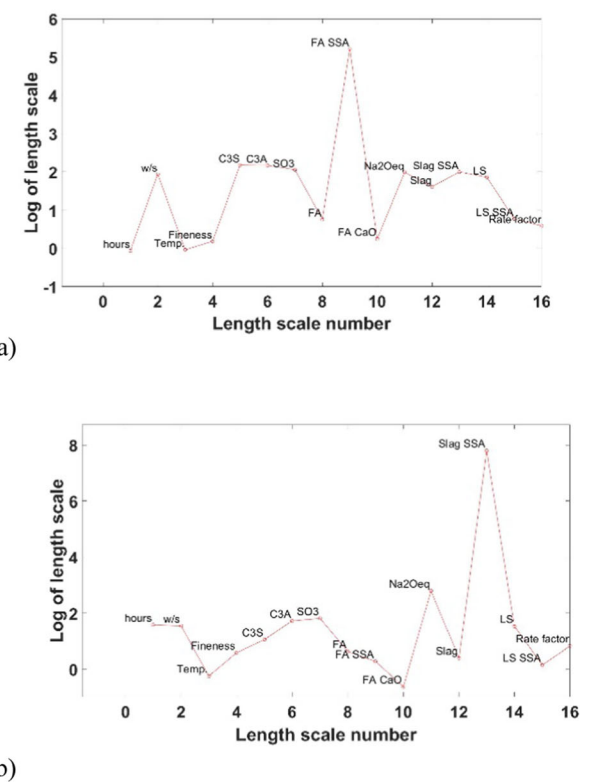 6
5
4
3
2
1
0
-1
Log of length scale
hours
w/s
Temp.
Fineness
C3S
C3A
SO3
FA
FA SSA
FA CaO
Na2Oeq
Slag
Slag SSA
LS
LS SSA
Rate factor
0 2 4 6 8 10 12 14 16
Length scale number
a)
8
6
4
2
0
Log of length scale
hours
w/s
Temp.
Fineness
C3S
C3A
SO3
FA
FA SSA
FA CaO
Na2Oeq
Slag
Slag SSA
LS
LS SSA
Rate factor
0 2 4 6 8 10 12 14 16
Length scale number
b)